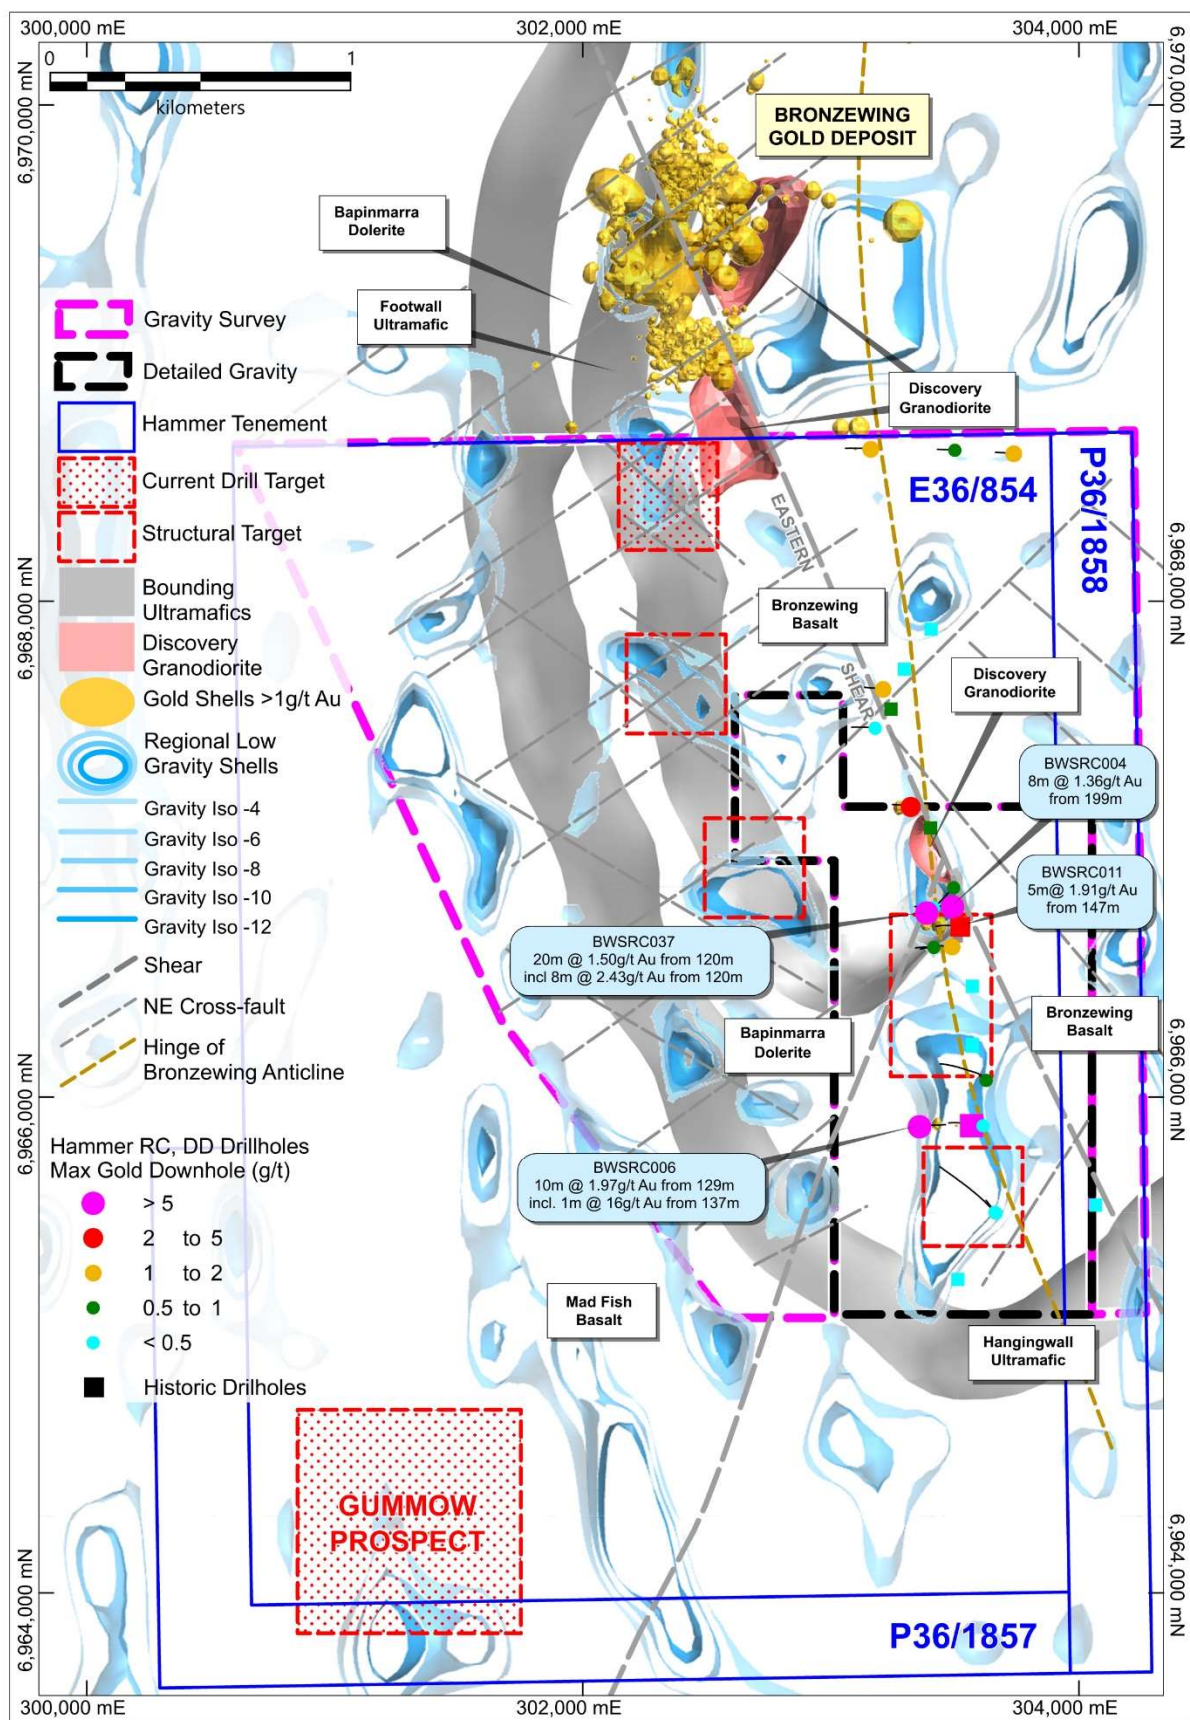 300,000 mE
302,000 mE
304,000 mE
6,970,000 mN
6,970,000 mN
0
1
kilometers
BRONZEWING
GOLD DEPOSIT
Bapinmarra
Dolerite
Footwall
Ultramafic
Discovery
Granodiorite
Gravity Survey
Detailed Gravity
Hammer Tenement
Current Drill Target
Structural Target
Bounding
Ultramafics
Discovery
Granodiorite
Gold Shells >1g/t Au
Regional Low
Gravity Shells
Gravity Iso -4
Gravity Iso -6
Gravity Iso -8
Gravity Iso -10
Gravity Iso -12
Shear
NE Cross-fault
Hinge of
Bronzewing Anticline
Hammer RC, DD Drillholes
Max Gold Downhole (g/t)
> 5
2 to 5
1 to 2
0.5 to 1
< 0.5
Historic Drilholes
E36/854
P36/1858
EASTERN
SHEAR
6,968,000 mN
6,968,000 mN
Bronzewing
Basalt
Discovery
Granodiorite
BWSRC004
8m @ 1.36g/t Au
from 199m
BWSRC011
5m@ 1.91g/t Au
from 147m
BWSRC037
20m @ 1.50g/t Au from 120m
incl 8m @ 2.43g/t Au from 120m
Bapinmarra
Dolerite
Bronzewing
Basalt
6,966,000 mN
6,966,000 mN
BWSRC006
10m @ 1.97g/t Au from 129m
incl. 1m @ 16g/t Au from 137m
Mad Fish
Basalt
Hangingwall
Ultramafic
GUMMOW
PROSPECT
6,964,000 mN
6,964,000 mN
P36/1857
300,000 mE
302,000 mE
304,000 mE